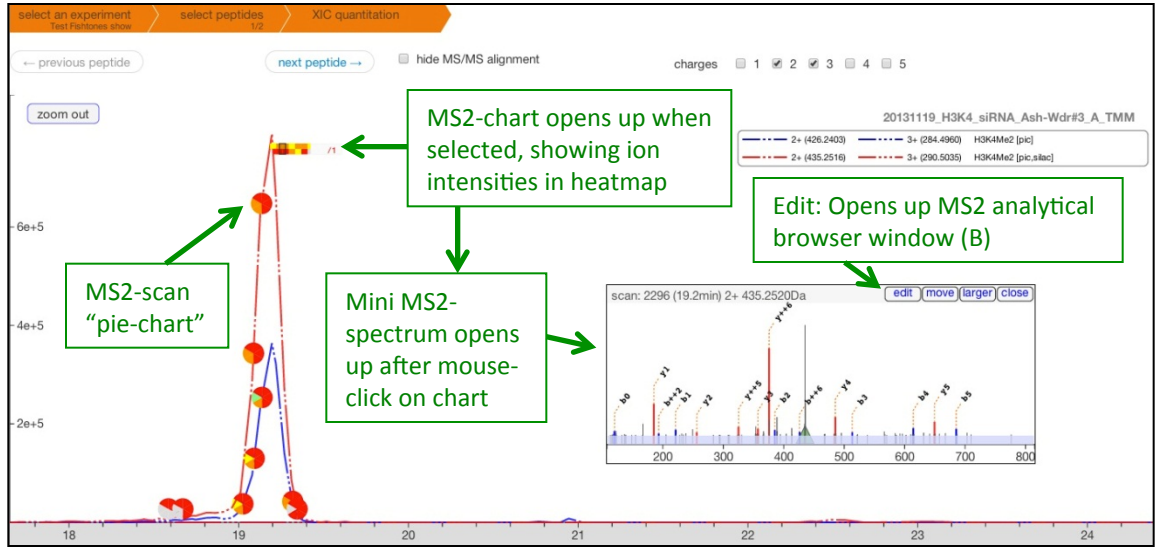 select an experiment
Test Fishtones show
select peptides
1/2
XIC quantitation
← previous peptide
next peptide →
hide MS/MS alignment
charges 1 2 3 4 5
zoom out
20131119_H3K4_siRNA_Ash-Wdr#3_A_TMM
2+ (426.2403) 3+ (284.4960) H3K4Me2 [pic]
2+ (435.2516) 3+ (290.5035) H3K4Me2 [pic,silac]
MS2-chart opens up when
selected, showing ion
intensities in heatmap
/1
Edit: Opens up MS2 analytical
browser window (B)
MS2-scan
“pie-chart”
Mini MS2-
spectrum opens
up after mouse-
click on chart
scan: 2296 (19.2min) 2+ 435.2520Da
edit move larger close
b0 y1 b++2 b1 y2 y++5 y3 y++6 b2 b++6 y4 b3 b4 y5 b5
200 300 400 500 600 700 800
6e+5
4e+5
2e+5
18 19 20 21 22 23 24